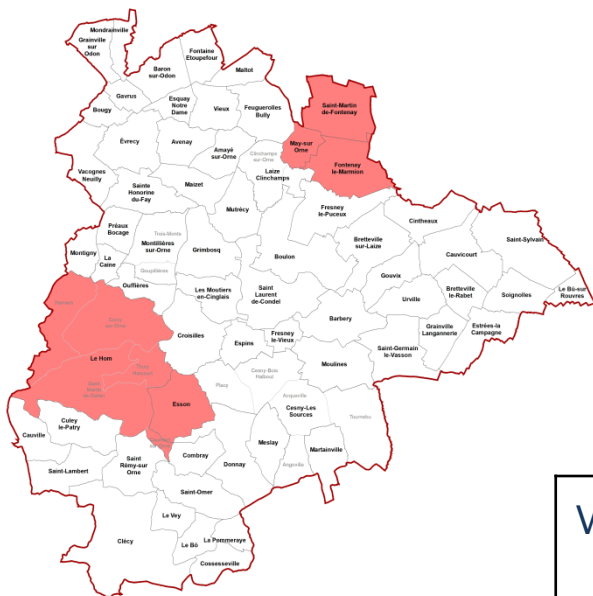 Mondrainville
Grainville
sur
Odon
Fontaine
Etoupefour
Baron
sur-Odon
Maltot
Gavrus
Esquay
Notre
Dame
Bougy
Vieux
Feuguerolles
Bully
Saint-Martin
de-Fontenay
Évrecy
Avenay
Amayé
sur-Orne
Clinchamps
sur-Orne
May-sur
Orne
Fontenay
le-Marmion
Laize
Clinchamps
Vacognes
Neuilly
Sainte
Honorine
du-Fay
Maizet
Mutrécy
Fresney
le-Puceux
Cintheaux
Préaux
Bocage
Trois-Monts
Montillières
sur-Orne
Grimbosq
Bretteville
sur-Laize
Saint-Sylvain
Montigny
La
Caine
Goupillières
Boulon
Cauvicourt
Gouvix
Ouffières
Les Moutiers
en-Cinglais
Saint
Laurent
de-Condel
Urville
Bretteville
le-Rabet
Soignolles
Le Bû-sur
Rouvres
Barbery
Croisilles
Espins
Fresney
le-Vieux
Grainville
Langannerie
Estrées-la
Campagne
Saint-Germain
le-Vasson
Le Hom
Moulines
Placy
Cesny-Bois
Halbout
Acqueville
Esson
Cesny-Les
Sources
Tournebu
Culey
le-Patry
Cauville
Meslay
Martainville
Combray
Donnay
Angoville
Saint-Lambert
Saint
Rémy-sur
Orne
Saint-Omer
Le Vey
Clécy
Le Bô
La Pommeraye
Cossesseville
V